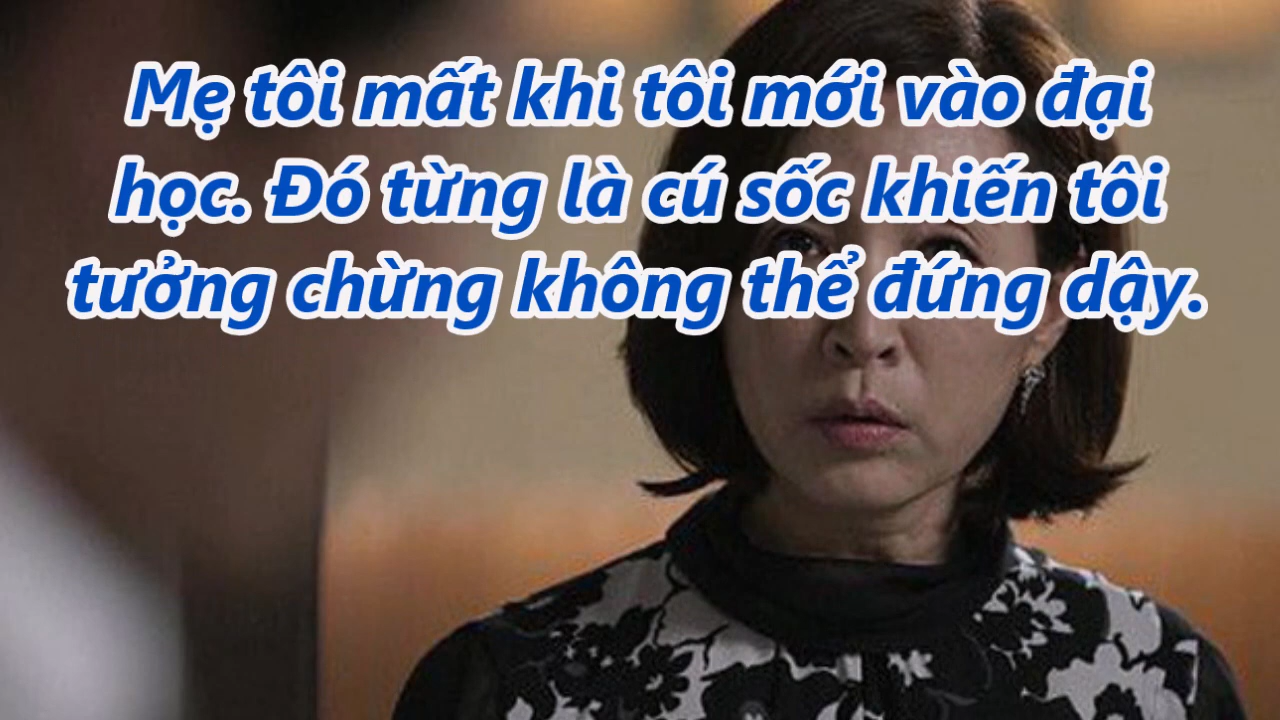 Mẹ tôi mất khi tôi mới vào đại
học. Đó từng là cú sốc khiến tôi
tưởng chừng không thể đứng dậy.